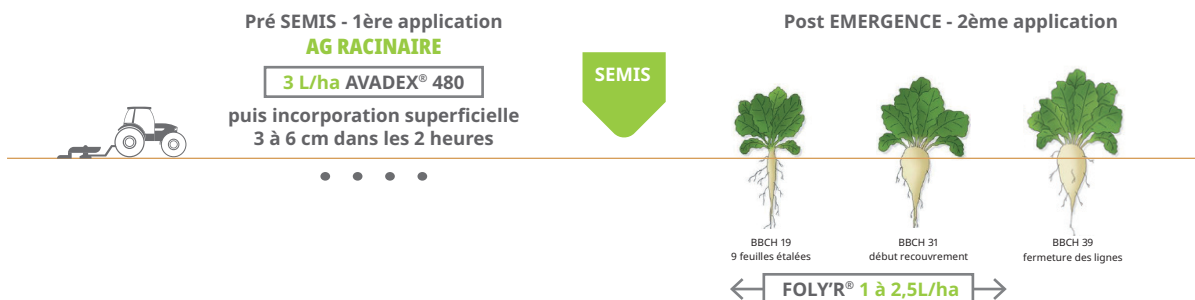 Pré SEMIS - 1ère application
AG RACINAIRE
3 L/ha AVADEX® 480
puis incorporation superficielle
3 à 6 cm dans les 2 heures
SEMIS
Post EMERGENCE - 2ème application
BBCH 19
9 feuilles étalées
BBCH 31
début recouvrement
BBCH 39
fermeture des lignes
FOLY'R® 1 à 2,5L/ha